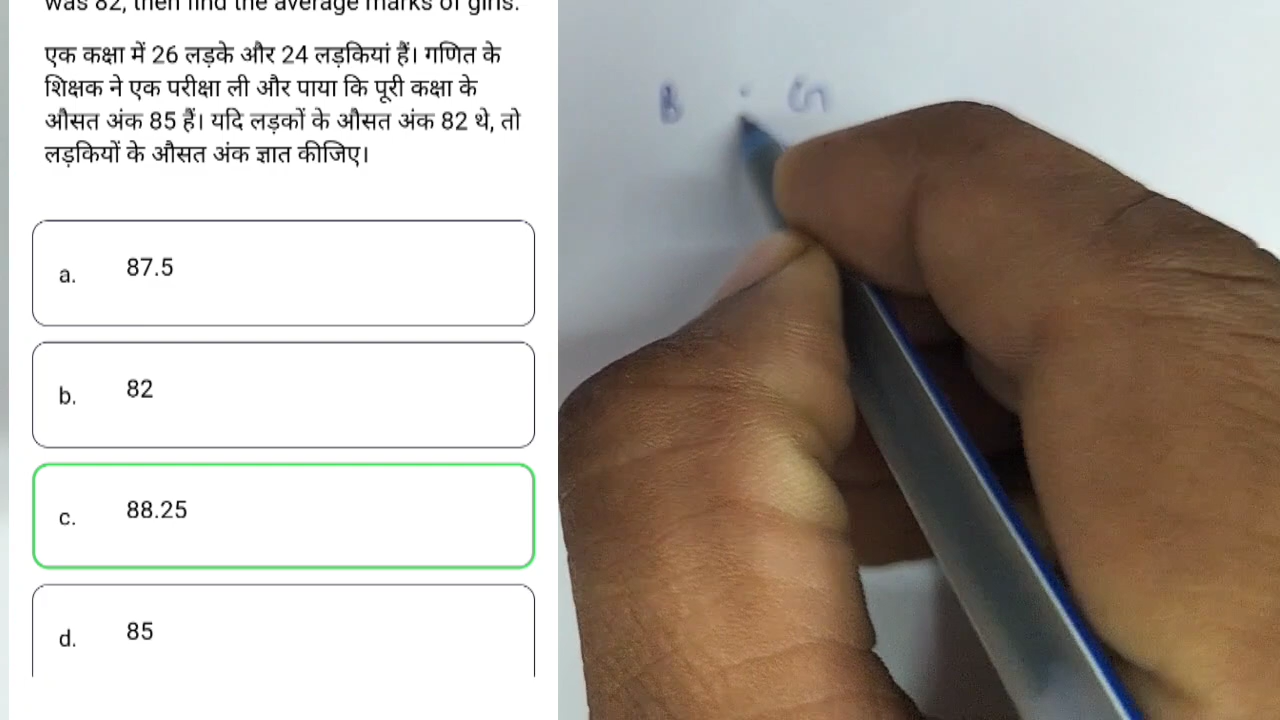 was 82, then find the average marks of girls.
एक कक्षा में 26 लड़के और 24 लड़कियां हैं। गणित के
शिक्षक ने एक परीक्षा ली और पाया कि पूरी कक्षा के
औसत अंक 85 हैं। यदि लड़कों के औसत अंक 82 थे, तो
लड़कियों के औसत अंक ज्ञात कीजिए।
a. 87.5
b. 82
c. 88.25
d. 85
B : G